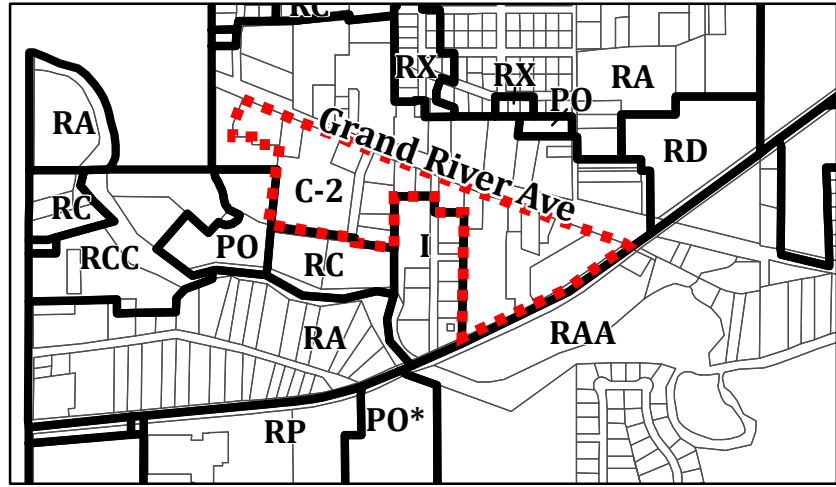 RC
RX
RX
RA
PO
RA
Grand River Ave
RD
C-2
RC
PO
I
RCC
RC
RA
RAA
PO*
RP